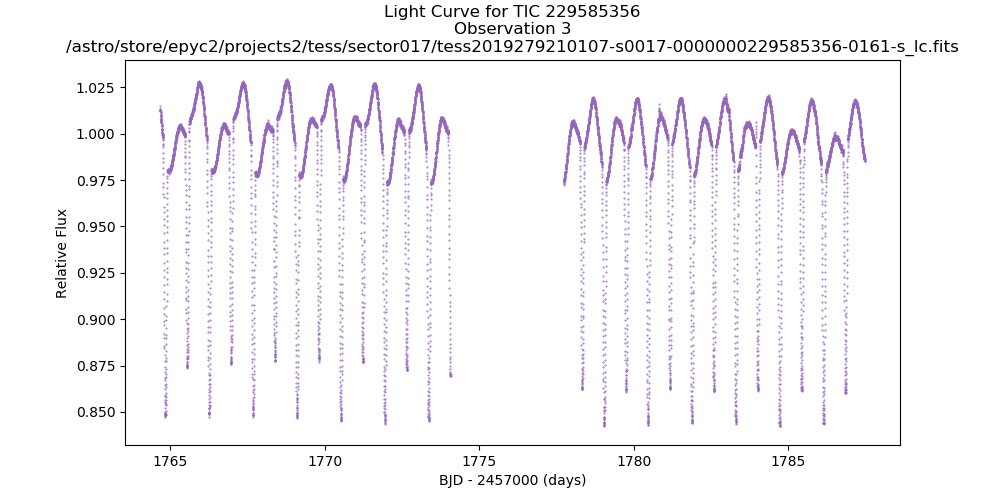 Light Curve for TIC 229585356
Observation 3
/astro/store/epyc2/projects2/tess/sector017/tess2019279210107-s0017-0000000229585356-0161-s_lc.fits
1.025
1.000
0.975
0.950
0.925
0.900
0.875
0.850
Relative Flux
1765
1770
1775
1780
1785
BJD - 2457000 (days)